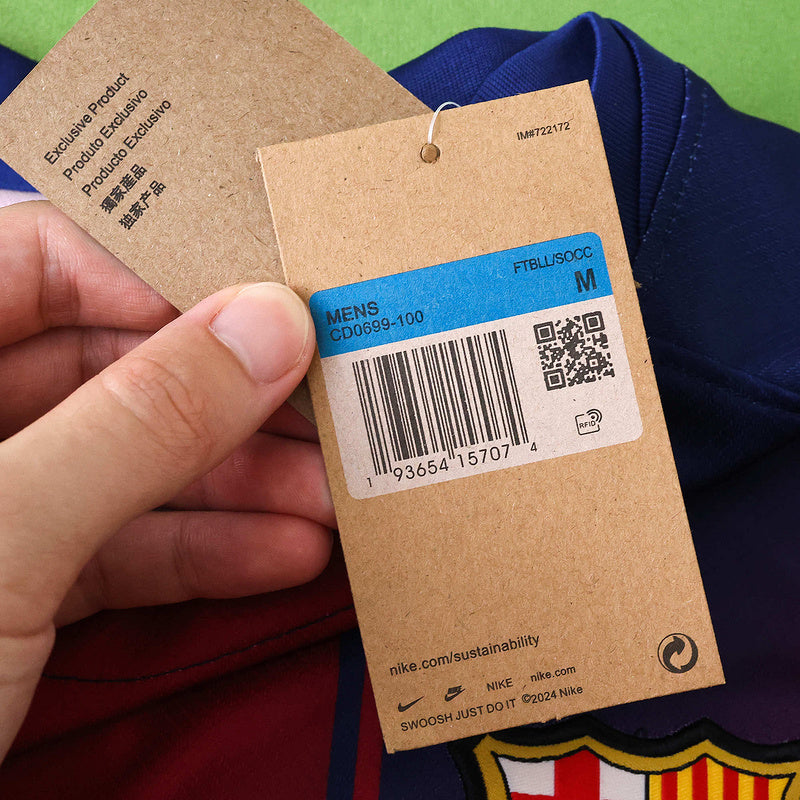 Exclusive Product
Produto Exclusivo
Producto Exclusivo
獨家產品
独家产品
IM#722172
FTBLL/SOCC
MENS M
CD0699-100
1 93654 15707 4
RFID
nike.com/sustainability
NIKE nike.com
SWOOSH JUST DO IT ©2024 Nike